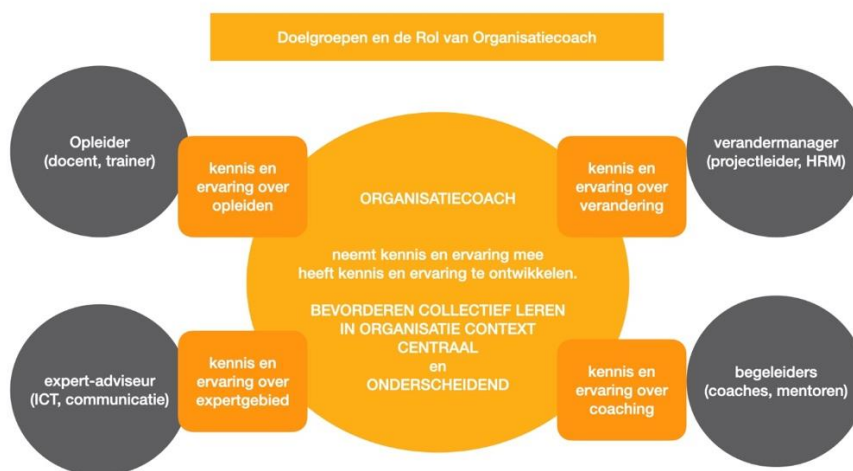 Doelgroepen en de Rol van Organisatiecoach
Opleider
(docent, trainer)
kennis en
ervaring over
opleiden
verandermanager
(projectleider, HRM)
kennis en
ervaring over
verandering
ORGANISATIECOACH
neemt kennis en ervaring mee
heeft kennis en ervaring te ontwikkelen.
BEVORDEREN COLLECTIEF LEREN
IN ORGANISATIE CONTEXT
CENTRAAL
en
ONDERSCHEIDEND
expert-adviseur
(ICT, communicatie)
kennis en
ervaring over
expertgebied
kennis en
ervaring over
coaching
begeleiders
(coaches, mentoren)